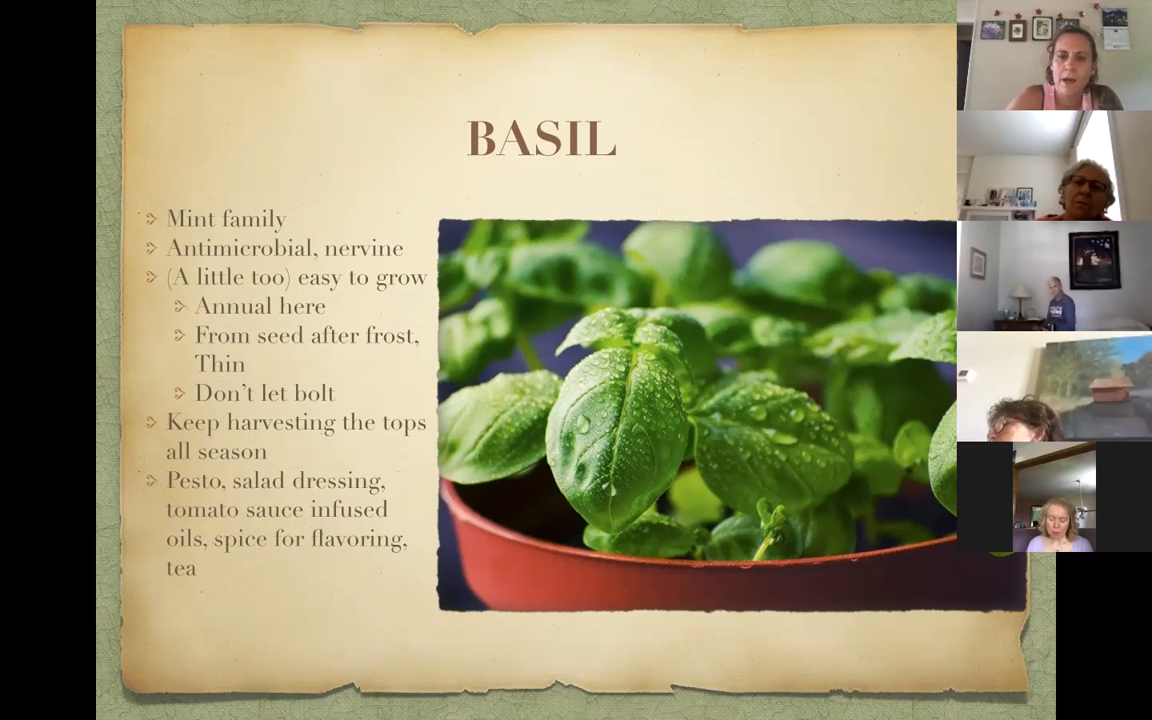 BASIL
Mint family
Antimicrobial, nervine
(A little too) easy to grow
Annual here
From seed after frost,
Thin
Don't let bolt
Keep harvesting the tops
all season
Pesto, salad dressing,
tomato sauce infused
oils, spice for flavoring,
tea